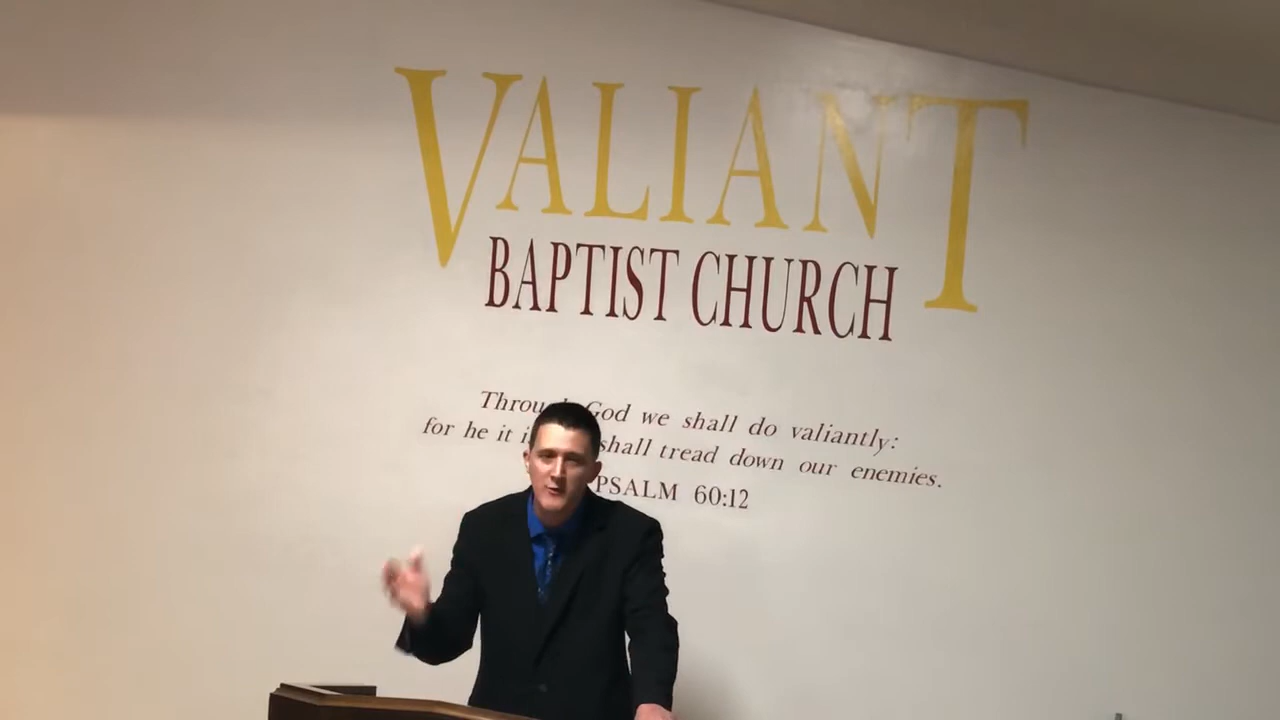 VALIANT
BAPTIST CHURCH
God we shall do valiantly:
for he it shall tread down our enemies.
PSALM 60:12